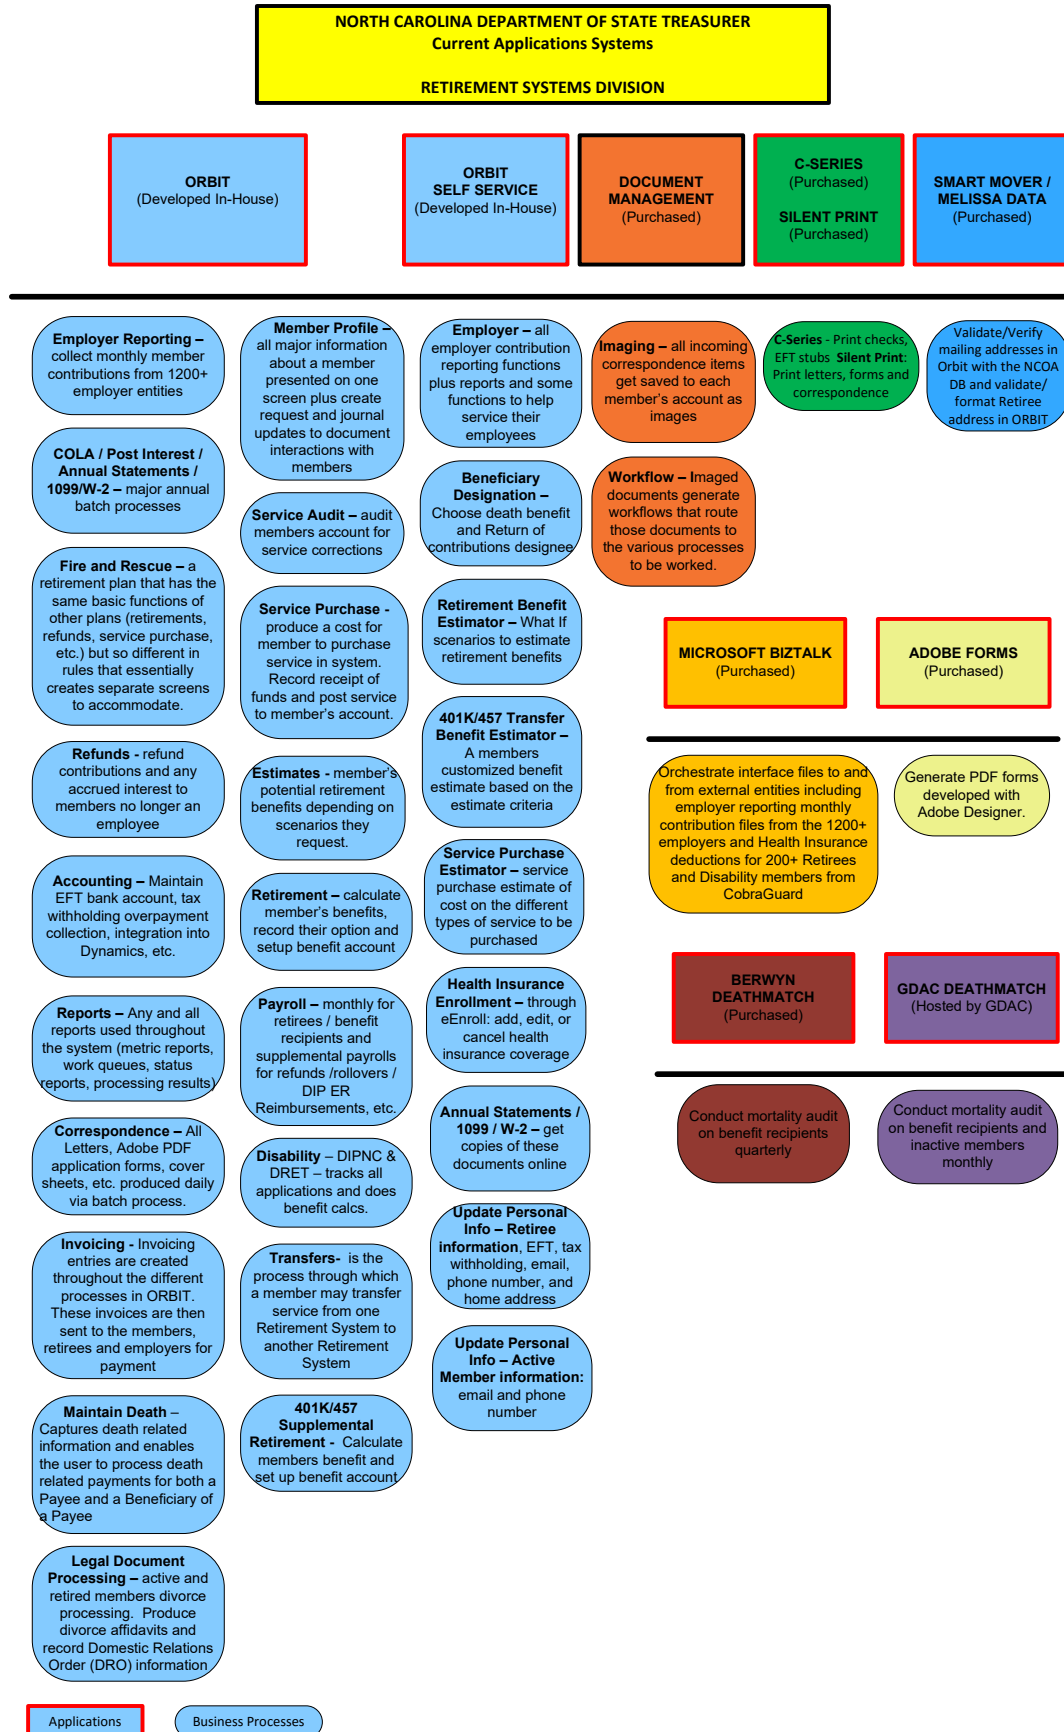 NORTH CAROLINA DEPARTMENT OF STATE TREASURER
Current Applications Systems
RETIREMENT SYSTEMS DIVISION
ORBIT
(Developed In-House)
ORBIT
SELF SERVICE
(Developed In-House)
DOCUMENT
MANAGEMENT
(Purchased)
C-SERIES
(Purchased)
SILENT PRINT
(Purchased)
SMART MOVER /
MELISSA DATA
(Purchased)
Employer Reporting –
collect monthly member
contributions from 1200+
employer entities
COLA / Post Interest /
Annual Statements /
1099/W-2 – major annual
batch processes
Fire and Rescue – a
retirement plan that has the
same basic functions of
other plans (retirements,
refunds, service purchase,
etc.) but so different in
rules that essentially
creates separate screens
to accommodate.
Refunds - refund
contributions and any
accrued interest to
members no longer an
employee
Accounting – Maintain
EFT bank account, tax
withholding overpayment
collection, integration into
Dynamics, etc.
Reports – Any and all
reports used throughout
the system (metric reports,
work queues, status
reports, processing results)
Correspondence – All
Letters, Adobe PDF
application forms, cover
sheets, etc. produced daily
via batch process.
Invoicing - Invoicing
entries are created
throughout the different
processes in ORBIT.
These invoices are then
sent to the members,
retirees and employers for
payment
Maintain Death –
Captures death related
information and enables
the user to process death
related payments for both a
Payee and a Beneficiary of
a Payee
Legal Document
Processing – active and
retired members divorce
processing. Produce
divorce affidavits and
record Domestic Relations
Order (DRO) information
Member Profile –
all major information
about a member
presented on one
screen plus create
request and journal
updates to document
interactions with
members
Service Audit – audit
members account for
service corrections
Service Purchase -
produce a cost for
member to purchase
service in system.
Record receipt of
funds and post service
to member's account.
Estimates - member's
potential retirement
benefits depending on
scenarios they
request.
Retirement – calculate
member's benefits,
record their option and
setup benefit account
Payroll – monthly for
retirees / benefit
recipients and
supplemental payrolls
for refunds /rollovers /
DIP ER
Reimbursements, etc.
Disability – DIPNC &
DRET – tracks all
applications and does
benefit calcs.
Transfers- is the
process through which
a member may transfer
service from one
Retirement System to
another Retirement
System
401K/457
Supplemental
Retirement - Calculate
members benefit and
set up benefit account
Employer – all
employer contribution
reporting functions
plus reports and some
functions to help
service their
employees
Beneficiary
Designation –
Choose death benefit
and Return of
contributions designee
Retirement Benefit
Estimator – What If
scenarios to estimate
retirement benefits
401K/457 Transfer
Benefit Estimator –
A members
customized benefit
estimate based on the
estimate criteria
Service Purchase
Estimator – service
purchase estimate of
cost on the different
types of service to be
purchased
Health Insurance
Enrollment – through
eEnroll: add, edit, or
cancel health
insurance coverage
Annual Statements /
1099 / W-2 – get
copies of these
documents online
Update Personal
Info – Retiree
information, EFT, tax
withholding, email,
phone number, and
home address
Update Personal
Info – Active
Member information:
email and phone
number
Imaging – all incoming
correspondence items
get saved to each
member's account as
images
Workflow – Imaged
documents generate
workflows that route
those documents to
the various processes
to be worked.
C-Series - Print checks,
EFT stubs Silent Print:
Print letters, forms and
correspondence
Validate/Verify
mailing addresses in
Orbit with the NCOA
DB and validate/
format Retiree
address in ORBIT
MICROSOFT BIZTALK
(Purchased)
ADOBE FORMS
(Purchased)
Orchestrate interface files to and
from external entities including
employer reporting monthly
contribution files from the 1200+
employers and Health Insurance
deductions for 200+ Retirees
and Disability members from
CobraGuard
Generate PDF forms
developed with
Adobe Designer.
BERWYN
DEATHMATCH
(Purchased)
GDAC DEATHMATCH
(Hosted by GDAC)
Conduct mortality audit
on benefit recipients
quarterly
Conduct mortality audit
on benefit recipients and
inactive members
monthly
Applications
Business Processes